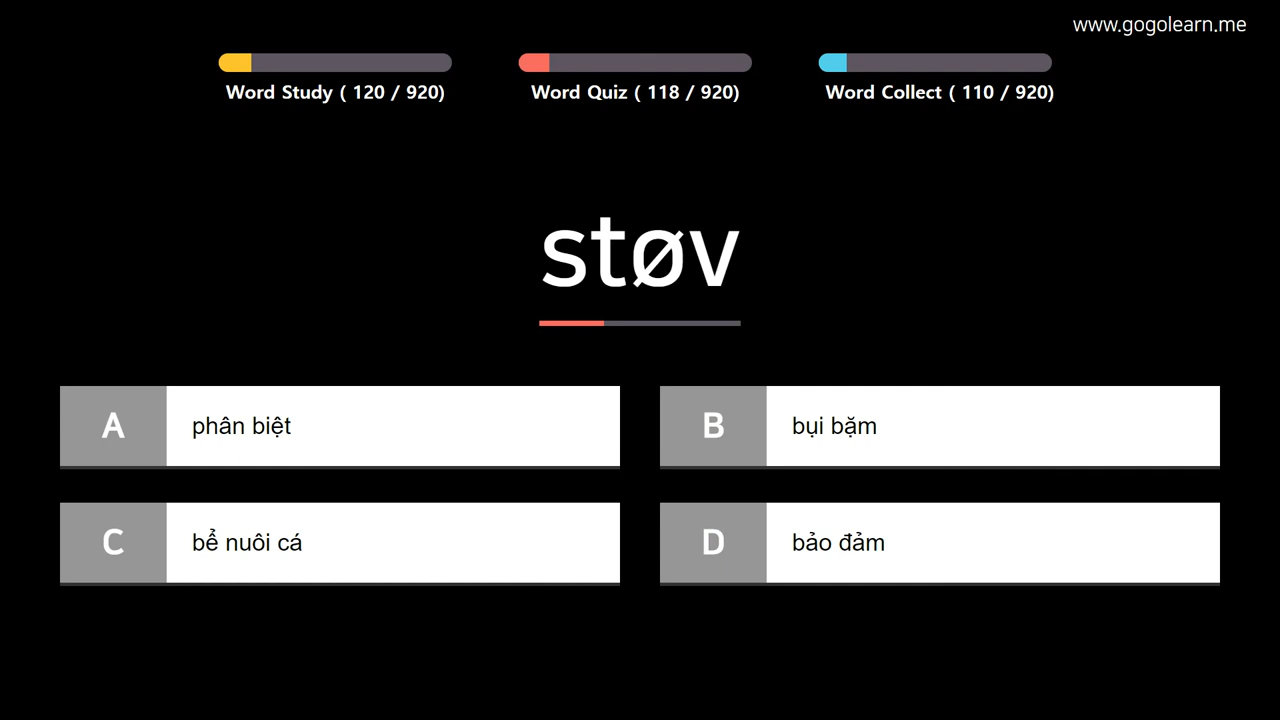 www.gogolearn.me
Word Study ( 120 / 920)
Word Quiz ( 118 / 920)
Word Collect ( 110 / 920)
støv
A phân biệt
B bụi bặm
C bể nuôi cá
D bảo đảm